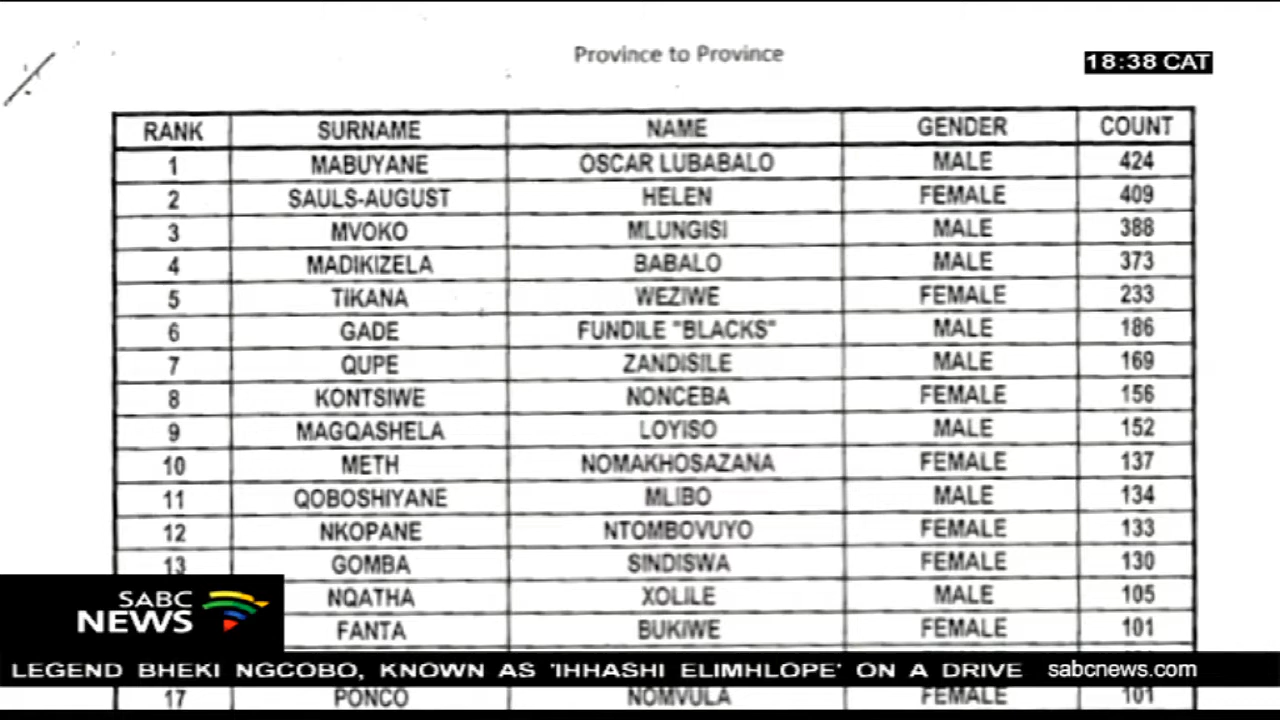 Province to Province
18:38 CAT
RANK SURNAME NAME GENDER COUNT
1 MABUYANE OSCAR LUBABALO MALE 424
2 SAULS-AUGUST HELEN FEMALE 409
3 MVOKO MLUNGISI MALE 388
4 MADIKIZELA BABALO MALE 373
5 TIKANA WEZIWE FEMALE 233
6 GADE FUNDILE "BLACKS" MALE 186
7 QUPE ZANDISILE MALE 169
8 KONTSIWE NONCEBA FEMALE 156
9 MAGQASHELA LOYISO MALE 152
10 METH NOMAKHOSAZANA FEMALE 137
11 QOBOSHIYANE MLIBO MALE 134
12 NKOPANE NTOMBOVUYO FEMALE 133
13 GOMBA SINDISWA FEMALE 130
NQATHA XOLILE MALE 105
FANTA BUKIWE FEMALE 101
SABC
NEWS
LEGEND BHEKI NGCOBO, KNOWN AS 'IHHASHI ELIMHLOPE' ON A DRIVE sabcnews.com
17 PONCO NOMVULA FEMALE 101